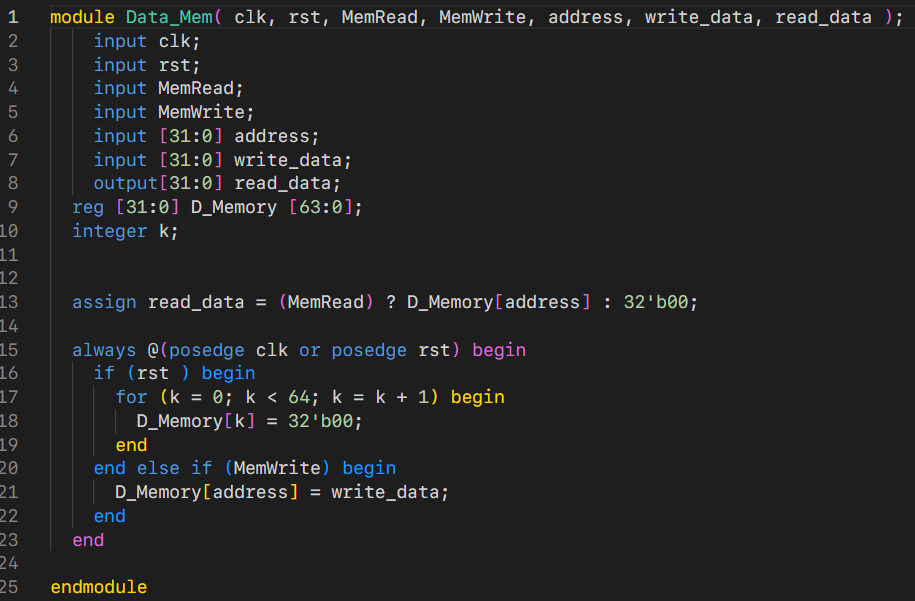 1 module Data_Mem( clk, rst, MemRead, MemWrite, address, write_data, read_data );
2 input clk;
3 input rst;
4 input MemRead;
5 input MemWrite;
6 input [31:0] address;
7 input [31:0] write_data;
8 output[31:0] read_data;
9 reg [31:0] D_Memory [63:0];
10 integer k;
11
12
13 assign read_data = (MemRead) ? D_Memory[address] : 32'b00;
14
15 always @(posedge clk or posedge rst) begin
16 if (rst ) begin
17 for (k = 0; k < 64; k = k + 1) begin
18 D_Memory[k] = 32'b00;
19 end
20 end else if (MemWrite) begin
21 D_Memory[address] = write_data;
22 end
23 end
24
25 endmodule